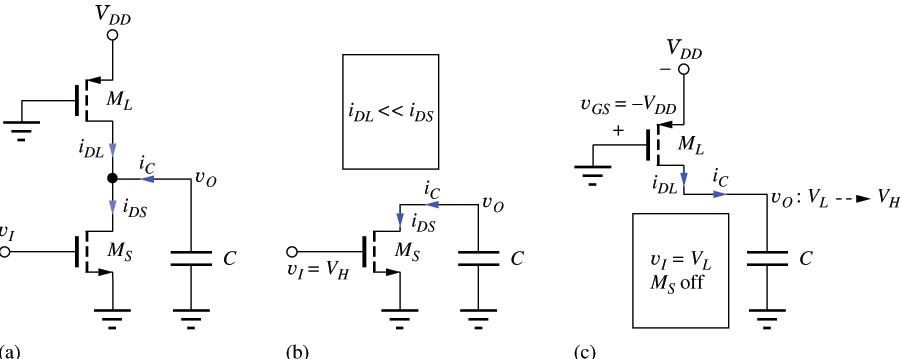 V_DD
M_L
i_DL
i_C
v_O
i_DS
v_I
M_S
C
(a)
i_DL << i_DS
i_C
v_O
i_DS
M_S
v_I = V_H
C
(b)
V_DD
–
v_GS = –V_DD
+
M_L
i_DL
i_C
v_O : V_L --► V_H
v_I = V_L
M_S off
C
(c)